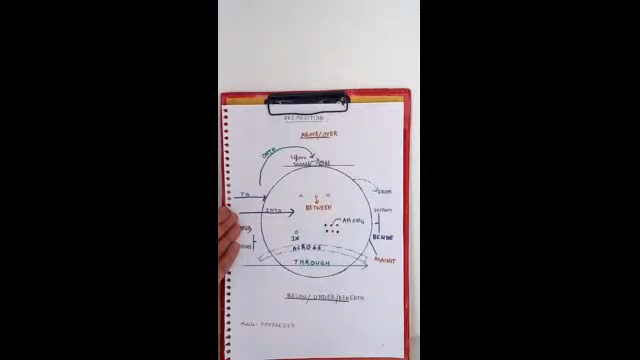 PREPOSITION
ABOVE/OVER
ONTO
Upon
ON
TO
FROM
INTO
BETWEEN
AMONG
IN
BESIDE
ACROSS
AGAINST
THROUGH
BELOW/UNDER/BENEATH